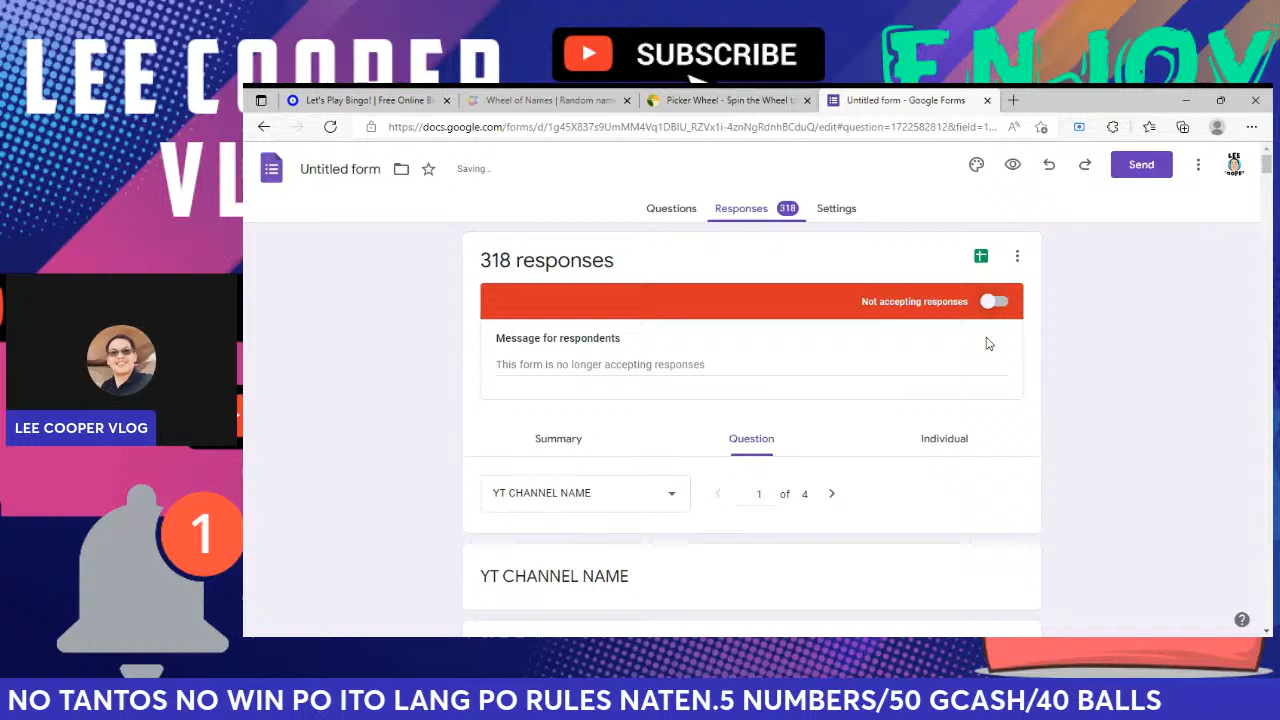 LEE COOPER
VL
SUBSCRIBE
ENJOY
Let's Play Bingo! | Free Online B
Wheel of Names | Random nam
Picker Wheel - Spin the Wheel t
Untitled form - Google Forms
https://docs.google.com/forms/d/1g45X837s9UmMM4Vq1DBIU_RZVx1i-4znNgRdnhBCduQ/edit#question=1722582812&field=1...
Untitled form
Saving...
Send
LEE
COOPER
Questions
Responses
318
Settings
318 responses
Not accepting responses
Message for respondents
This form is no longer accepting responses
Summary
Question
Individual
YT CHANNEL NAME
1
of
4
YT CHANNEL NAME
LEE COOPER VLOG
1
NO TANTOS NO WIN PO ITO LANG PO RULES NATEN.5 NUMBERS/50 GCASH/40 BALLS